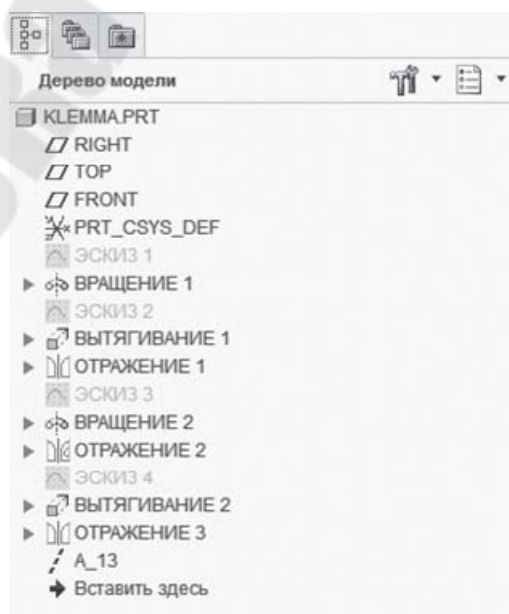 Дерево модели
KLEMMA.PRT
RIGHT
TOP
FRONT
PRT_CSYS_DEF
ЭСКИЗ 1
ВРАЩЕНИЕ 1
ЭСКИЗ 2
ВЫТЯГИВАНИЕ 1
ОТРАЖЕНИЕ 1
ЭСКИЗ 3
ВРАЩЕНИЕ 2
ОТРАЖЕНИЕ 2
ЭСКИЗ 4
ВЫТЯГИВАНИЕ 2
ОТРАЖЕНИЕ 3
A_13
Вставить здесь